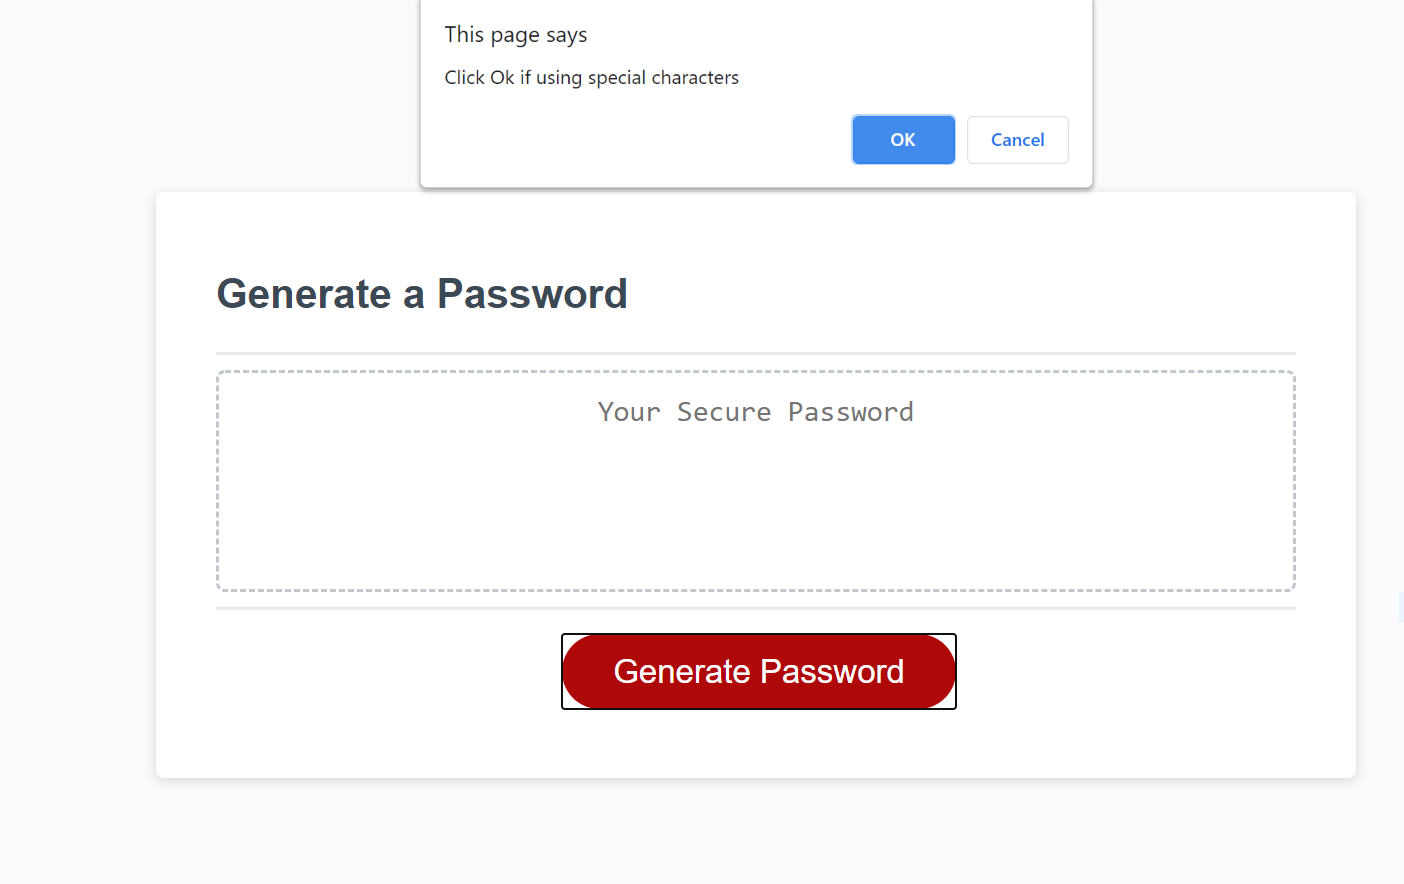 This page says
Click Ok if using special characters
OK
Cancel
Generate a Password
Your Secure Password
Generate Password